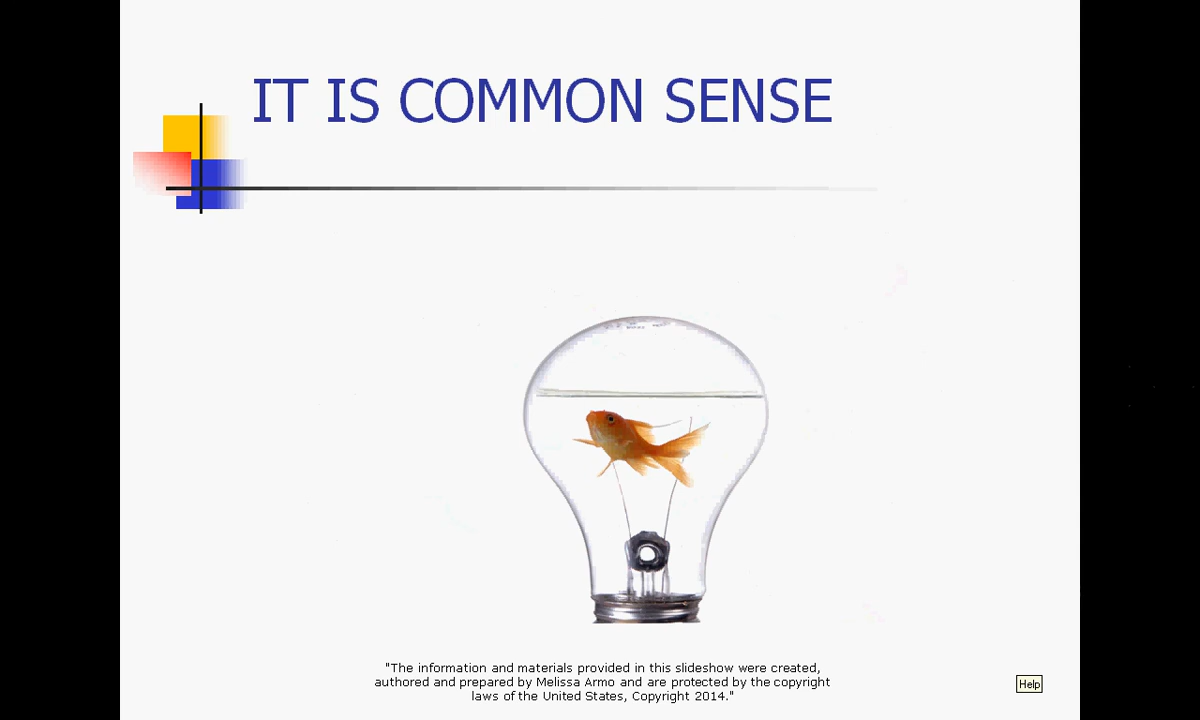 IT IS COMMON SENSE
"The information and materials provided in this slideshow were created,
authored and prepared by Melissa Armo and are protected by the copyright
laws of the United States, Copyright 2014."
Help